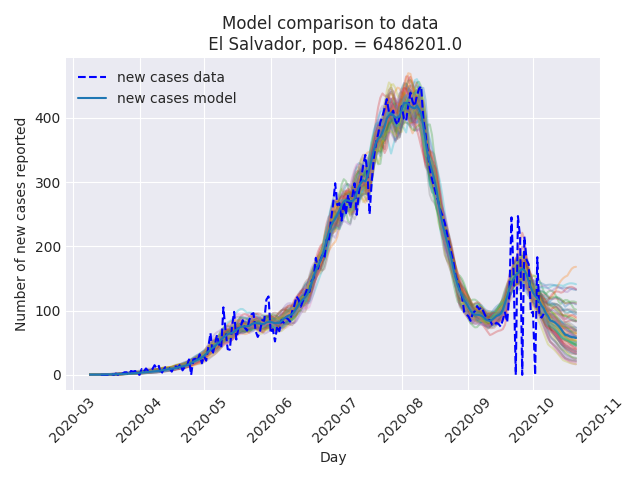 Model comparison to data
El Salvador, pop. = 6486201.0
new cases data
new cases model
Number of new cases reported
400
300
200
100
0
2020-03
2020-04
2020-05
2020-06
2020-07
2020-08
2020-09
2020-10
2020-11
Day